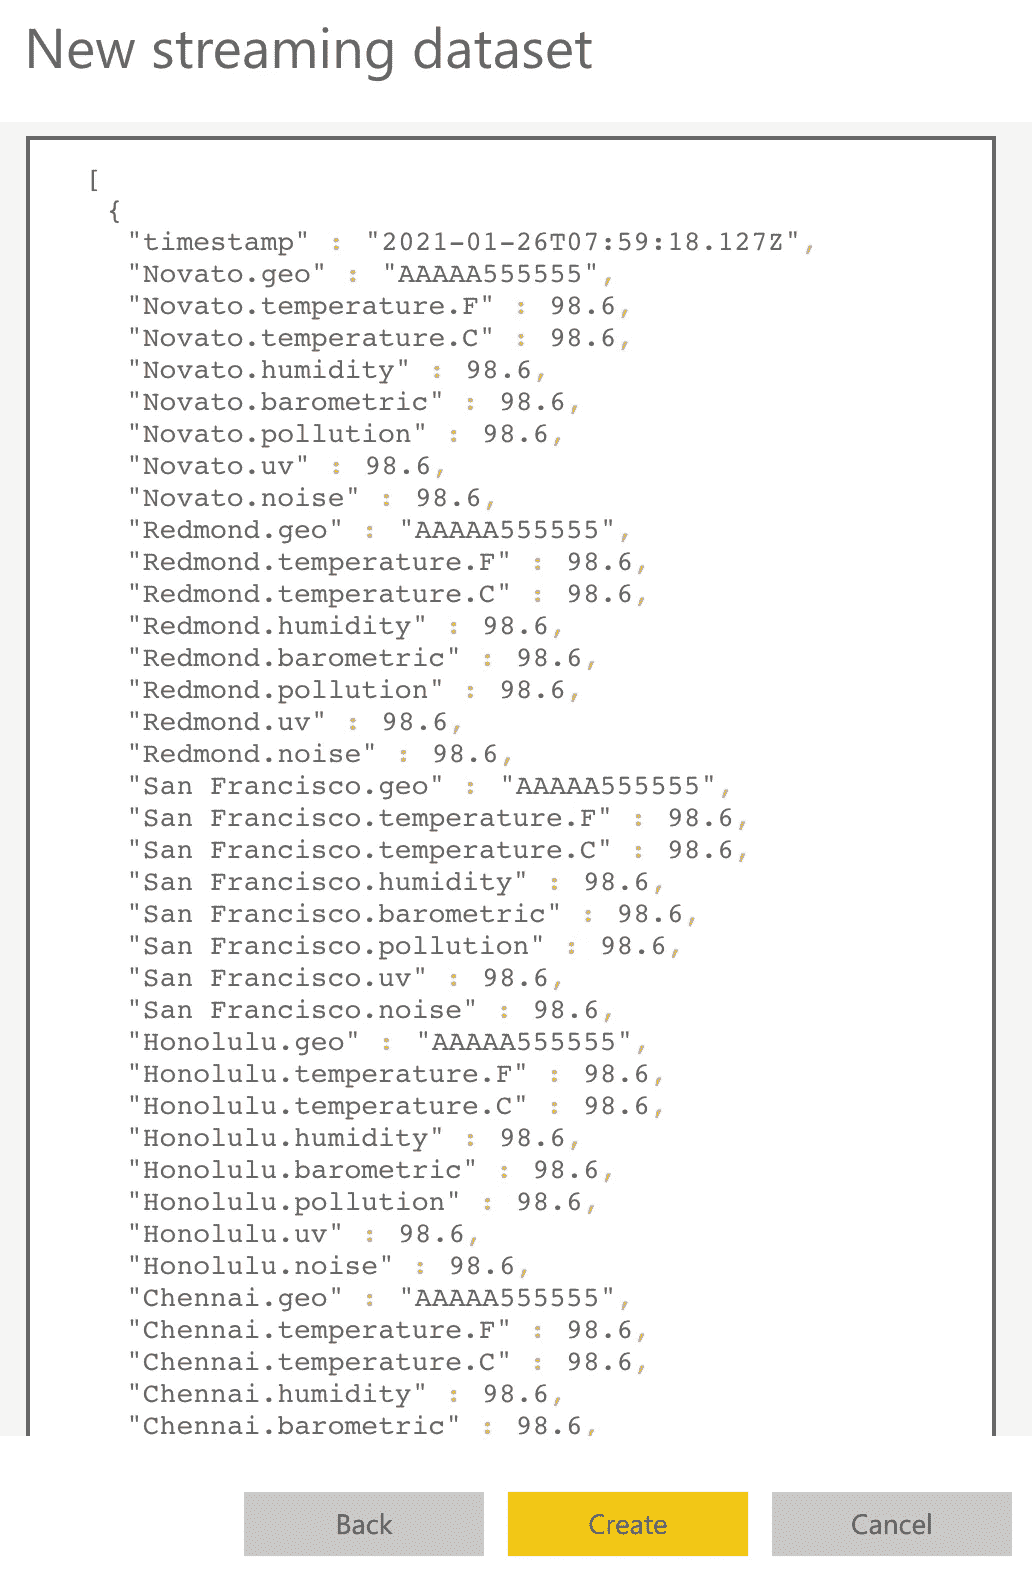 New streaming dataset
[
{
"timestamp" : "2021-01-26T07:59:18.127Z",
"Novato.geo" : "AAAAA555555",
"Novato.temperature.F" : 98.6,
"Novato.temperature.C" : 98.6,
"Novato.humidity" : 98.6,
"Novato.barometric" : 98.6,
"Novato.pollution" : 98.6,
"Novato.uv" : 98.6,
"Novato.noise" : 98.6,
"Redmond.geo" : "AAAAA555555",
"Redmond.temperature.F" : 98.6,
"Redmond.temperature.C" : 98.6,
"Redmond.humidity" : 98.6,
"Redmond.barometric" : 98.6,
"Redmond.pollution" : 98.6,
"Redmond.uv" : 98.6,
"Redmond.noise" : 98.6,
"San Francisco.geo" : "AAAAA555555",
"San Francisco.temperature.F" : 98.6,
"San Francisco.temperature.C" : 98.6,
"San Francisco.humidity" : 98.6,
"San Francisco.barometric" : 98.6,
"San Francisco.pollution" : 98.6,
"San Francisco.uv" : 98.6,
"San Francisco.noise" : 98.6,
"Honolulu.geo" : "AAAAA555555",
"Honolulu.temperature.F" : 98.6,
"Honolulu.temperature.C" : 98.6,
"Honolulu.humidity" : 98.6,
"Honolulu.barometric" : 98.6,
"Honolulu.pollution" : 98.6,
"Honolulu.uv" : 98.6,
"Honolulu.noise" : 98.6,
"Chennai.geo" : "AAAAA555555",
"Chennai.temperature.F" : 98.6,
"Chennai.temperature.C" : 98.6,
"Chennai.humidity" : 98.6,
"Chennai.barometric" : 98.6,
Back Create Cancel